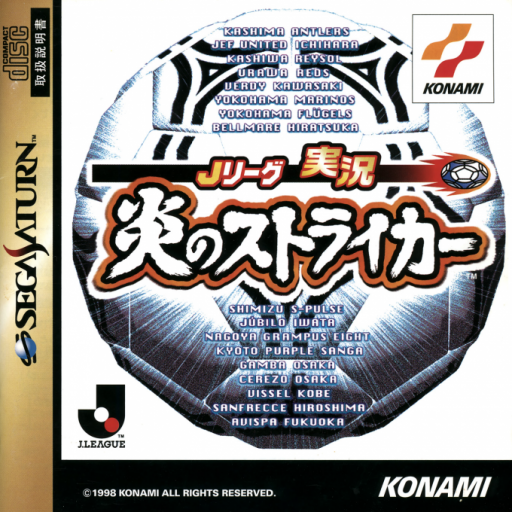 COMPACT
disc
取扱説明書
SEGA SATURN™
KASHIMA ANTLERS
JEF UNITED ICHIHARA
KASHIWA REYSOL
URAWA REDS
VERDY KAWASAKI
YOKOHAMA MARINOS
YOKOHAMA FLÜGELS
BELLMARE HIRATSUKA
KONAMI
Jリーグ 実況
炎のストライカー
™
SHIMIZU S-PULSE
JUBILO IWATA
NAGOYA GRAMPUS EIGHT
KYOTO PURPLE SANGA
GAMBA OSAKA
CEREZO OSAKA
VISSEL KOBE
SANFRECCE HIROSHIMA
AVISPA FUKUOKA
J.LEAGUE
™
©1998 KONAMI ALL RIGHTS RESERVED.
KONAMI